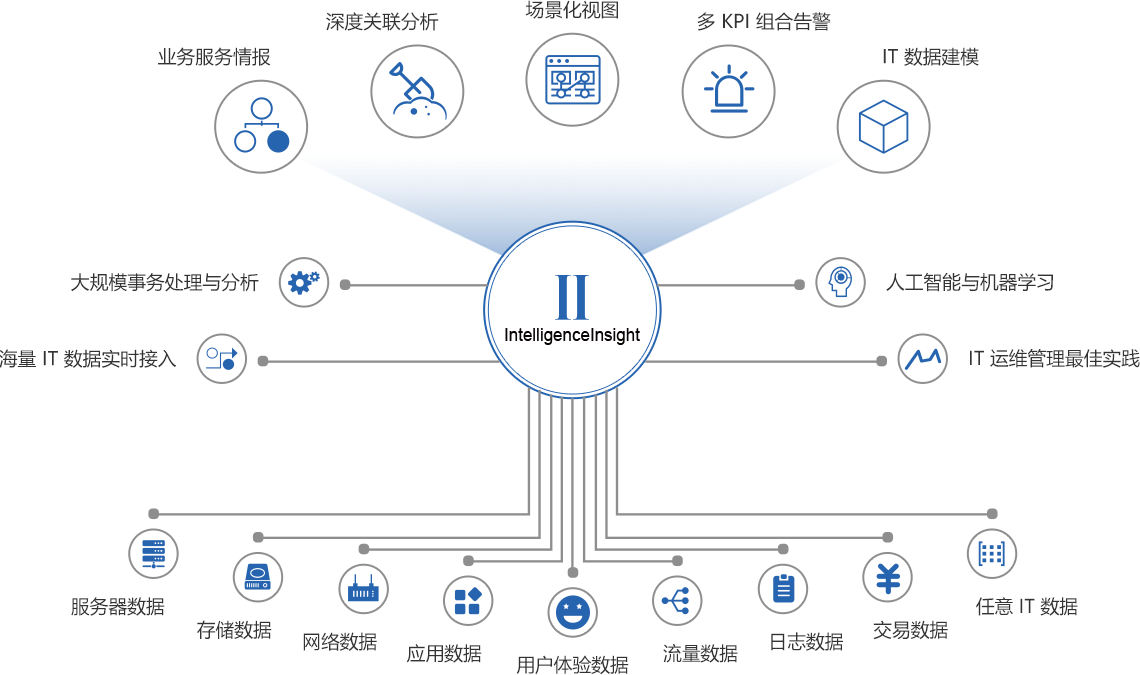 场景化视图
深度关联分析
多 KPI 组合告警
业务服务情报
IT 数据建模
大规模事务处理与分析
人工智能与机器学习
II
IntelligenceInsight
海量 IT 数据实时接入
IT 运维管理最佳实践
服务器数据
存储数据
网络数据
应用数据
用户体验数据
流量数据
日志数据
交易数据
任意 IT 数据